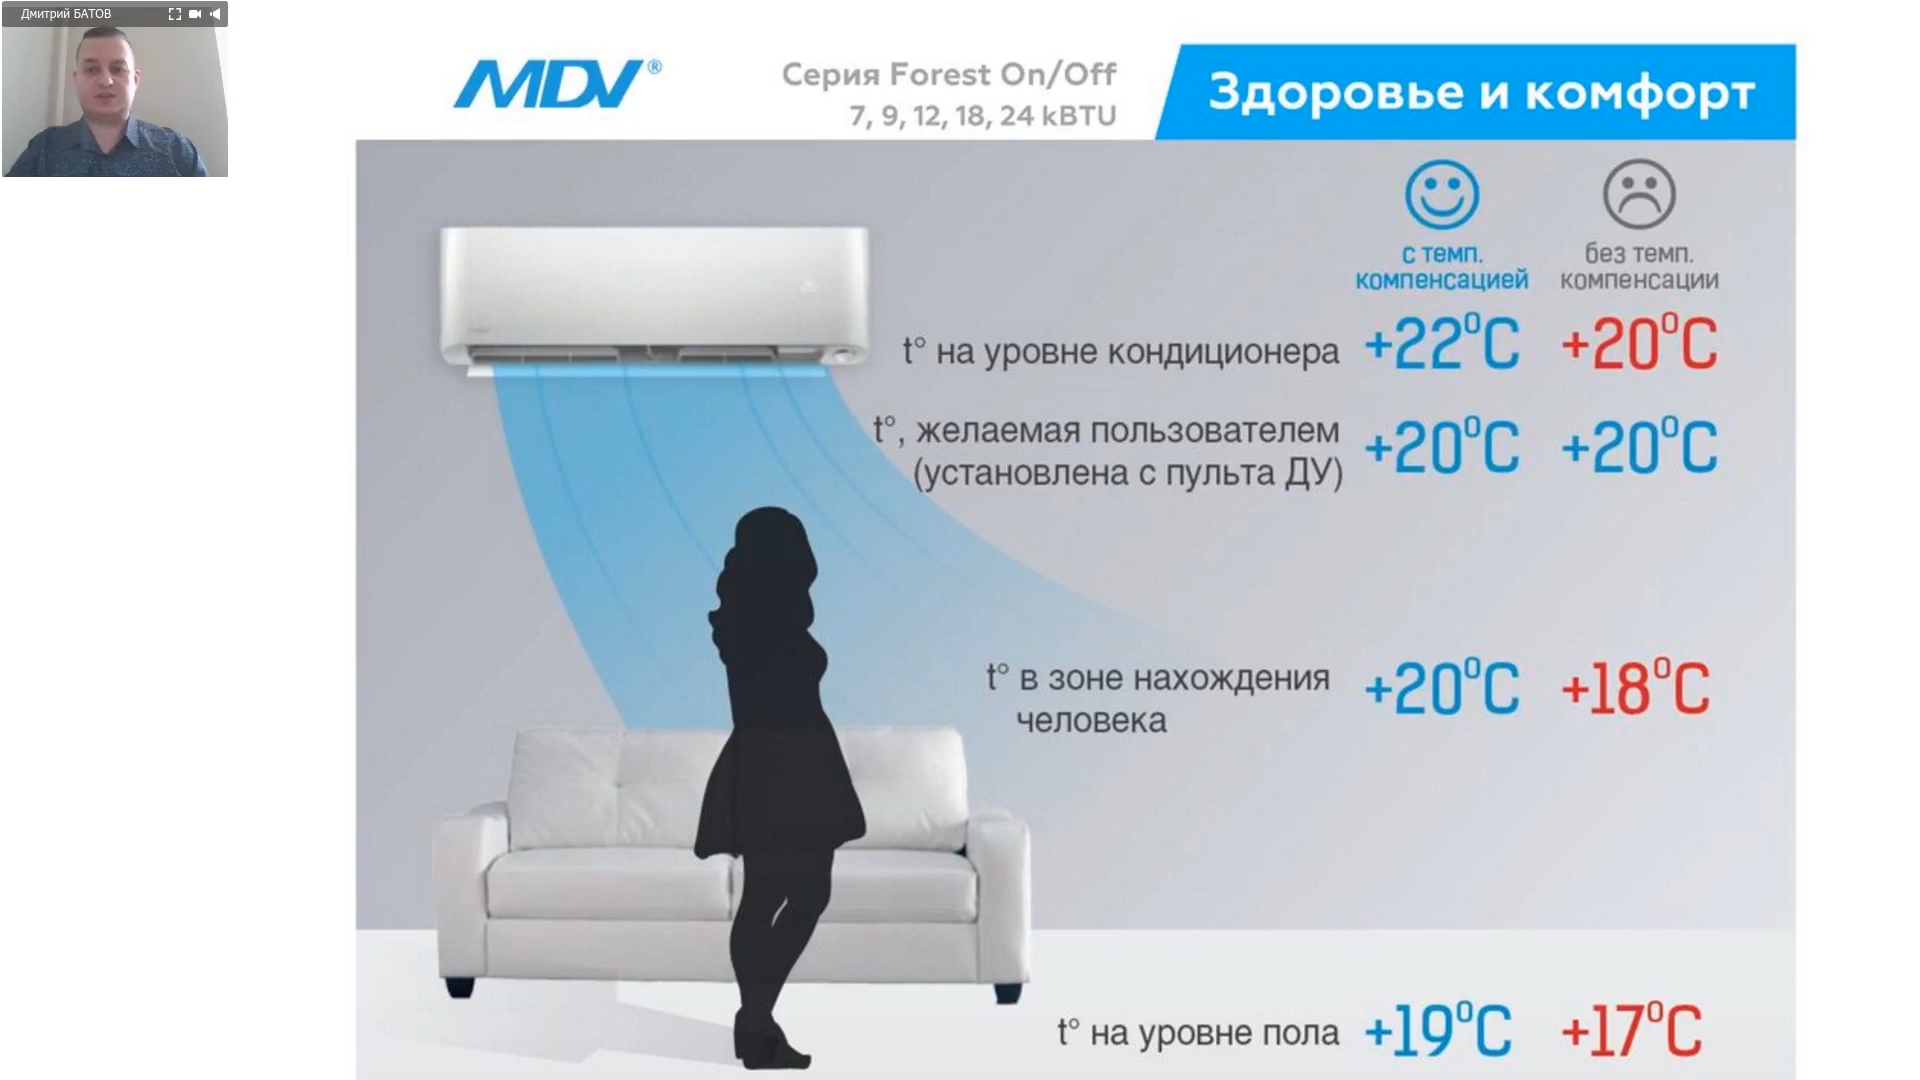 Дмитрий БАТОВ
MDV®
Серия Forest On/Off
7, 9, 12, 18, 24 kBTU
Здоровье и комфорт
с темп.
компенсацией
без темп.
компенсации
t° на уровне кондиционера +22°C +20°C
t°, желаемая пользователем
(установлена с пульта ДУ) +20°C +20°C
t° в зоне нахождения
человека +20°C +18°C
t° на уровне пола +19°C +17°C